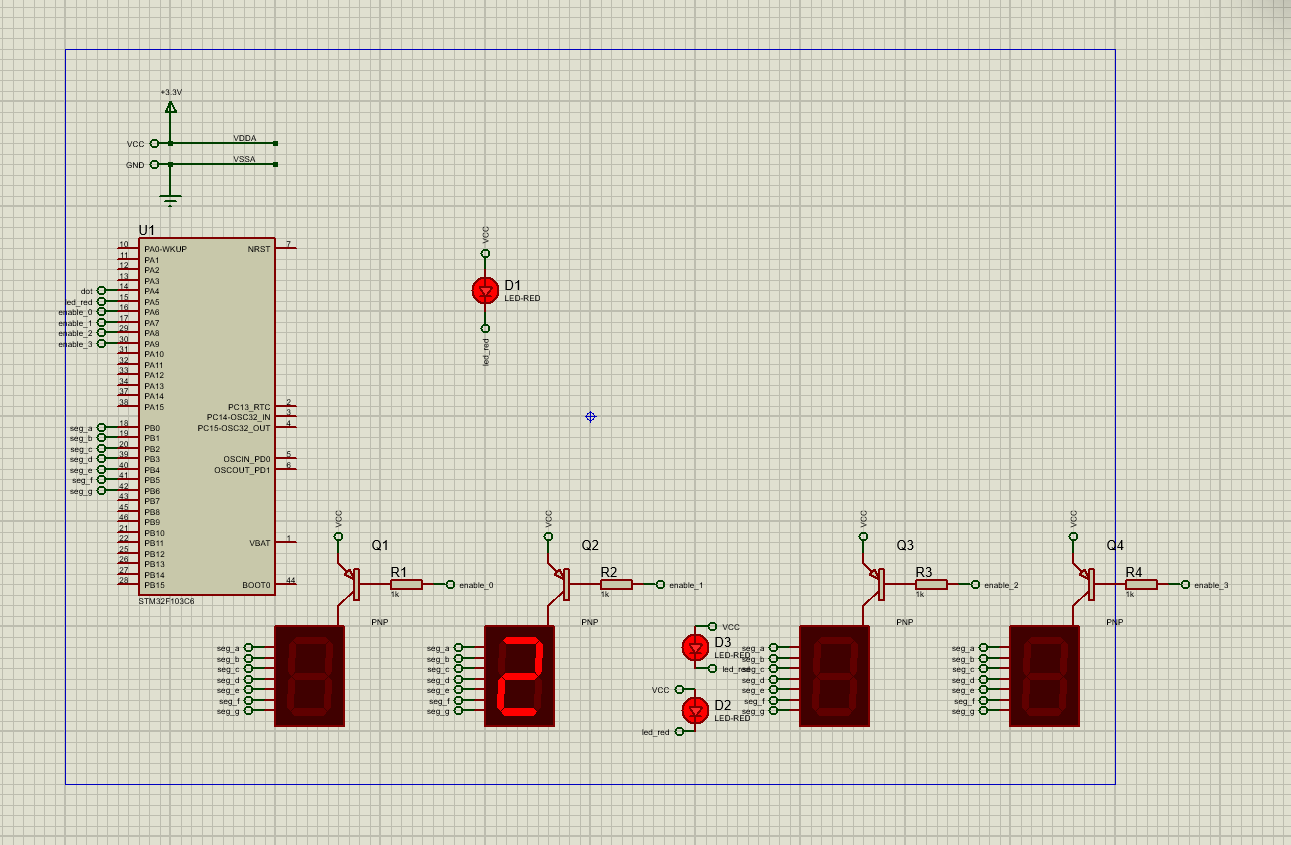 +3.3V
VCC VDDA
GND VSSA
U1
10 PA0-WKUP NRST 7
11 PA1
12 PA2
13 PA3
dot 14 PA4
led_red 15 PA5
enable_0 16 PA6
enable_1 17 PA7
enable_2 29 PA8
enable_3 30 PA9
31 PA10
32 PA11
33 PA12
34 PA13
37 PA14
38 PA15 PC13_RTC 2
PC14-OSC32_IN 3
seg_a 18 PB0 PC15-OSC32_OUT 4
seg_b 19 PB1
seg_c 20 PB2
seg_d 39 PB3 OSCIN_PD0 5
seg_e 40 PB4 OSCOUT_PD1 6
seg_f 41 PB5
seg_g 42 PB6
43 PB7
45 PB8
46 PB9
21 PB10
22 PB11 VBAT 1
25 PB12
26 PB13
27 PB14
28 PB15 BOOT0 44
STM32F103C6
VCC
D1
LED-RED
led_red
VCC
Q1
R1
1k
enable_0
PNP
seg_a
seg_b
seg_c
seg_d
seg_e
seg_f
seg_g
VCC
Q2
R2
1k
enable_1
PNP
seg_a
seg_b
seg_c
seg_d
seg_e
seg_f
seg_g
2
VCC
D3
LED-RED
led_red
VCC
D2
LED-RED
led_red
VCC
Q3
R3
1k
enable_2
PNP
seg_a
seg_b
seg_c
seg_d
seg_e
seg_f
seg_g
VCC
Q4
R4
1k
enable_3
PNP
seg_a
seg_b
seg_c
seg_d
seg_e
seg_f
seg_g